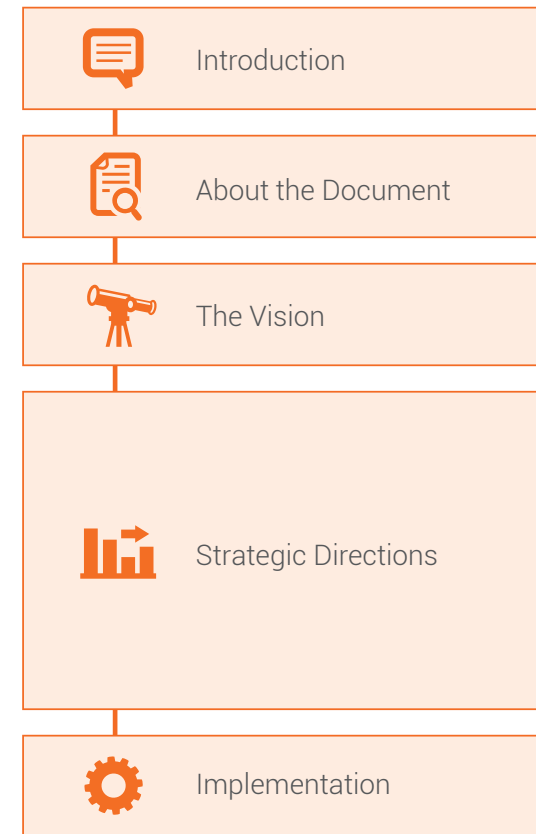 Introduction
About the Document
The Vision
Strategic Directions
Implementation